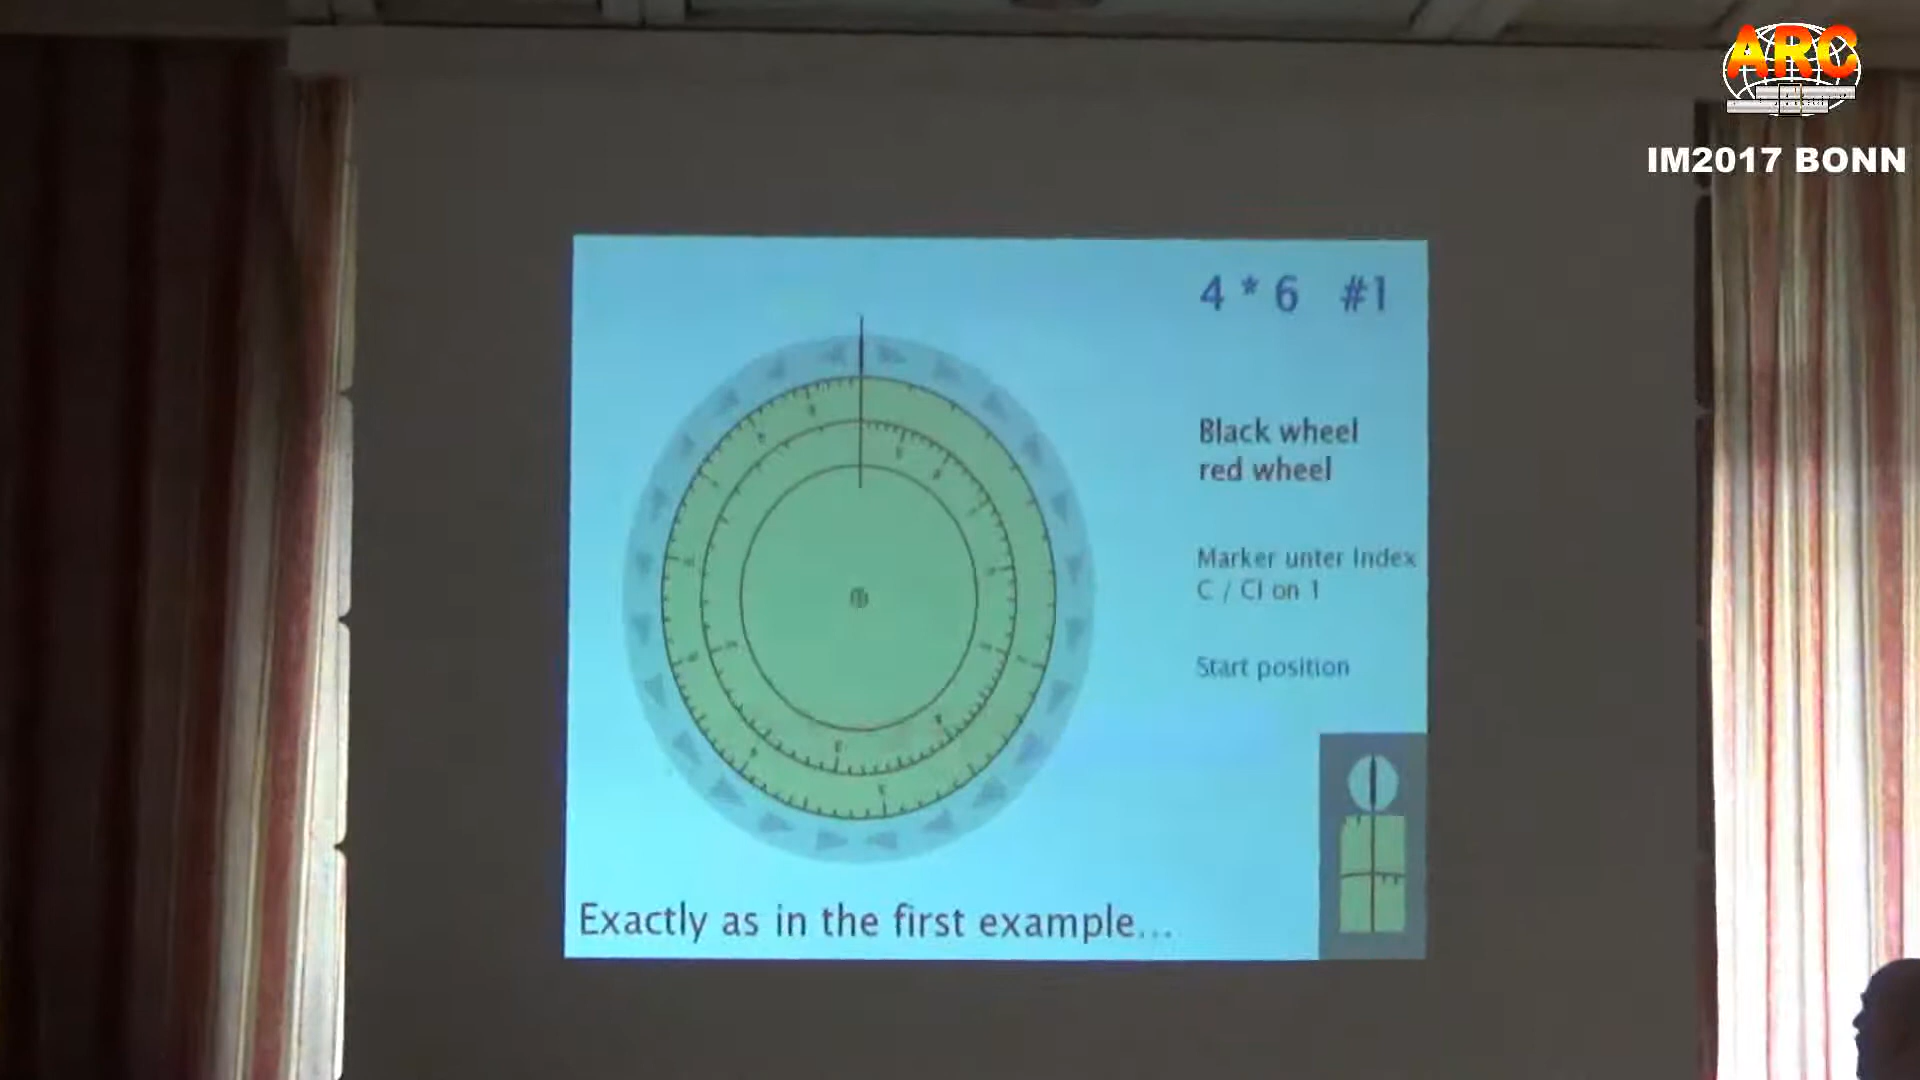 ARC
IM2017 BONN
4 * 6 #1
Black wheel
red wheel
Marker unter Index
C / CI on 1
Start position
Exactly as in the first example...